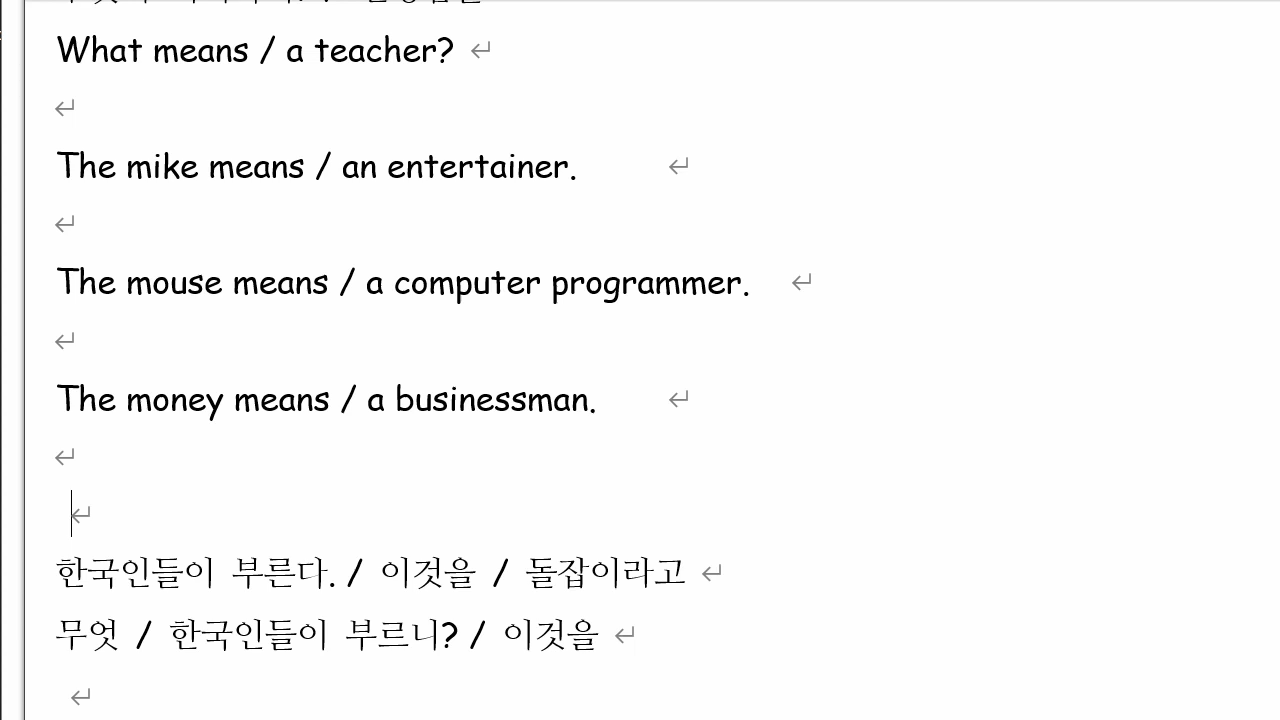 What means / a teacher?
The mike means / an entertainer.
The mouse means / a computer programmer.
The money means / a businessman.
한국인들이 부른다. / 이것을 / 돌잡이라고
무엇 / 한국인들이 부르니? / 이것을